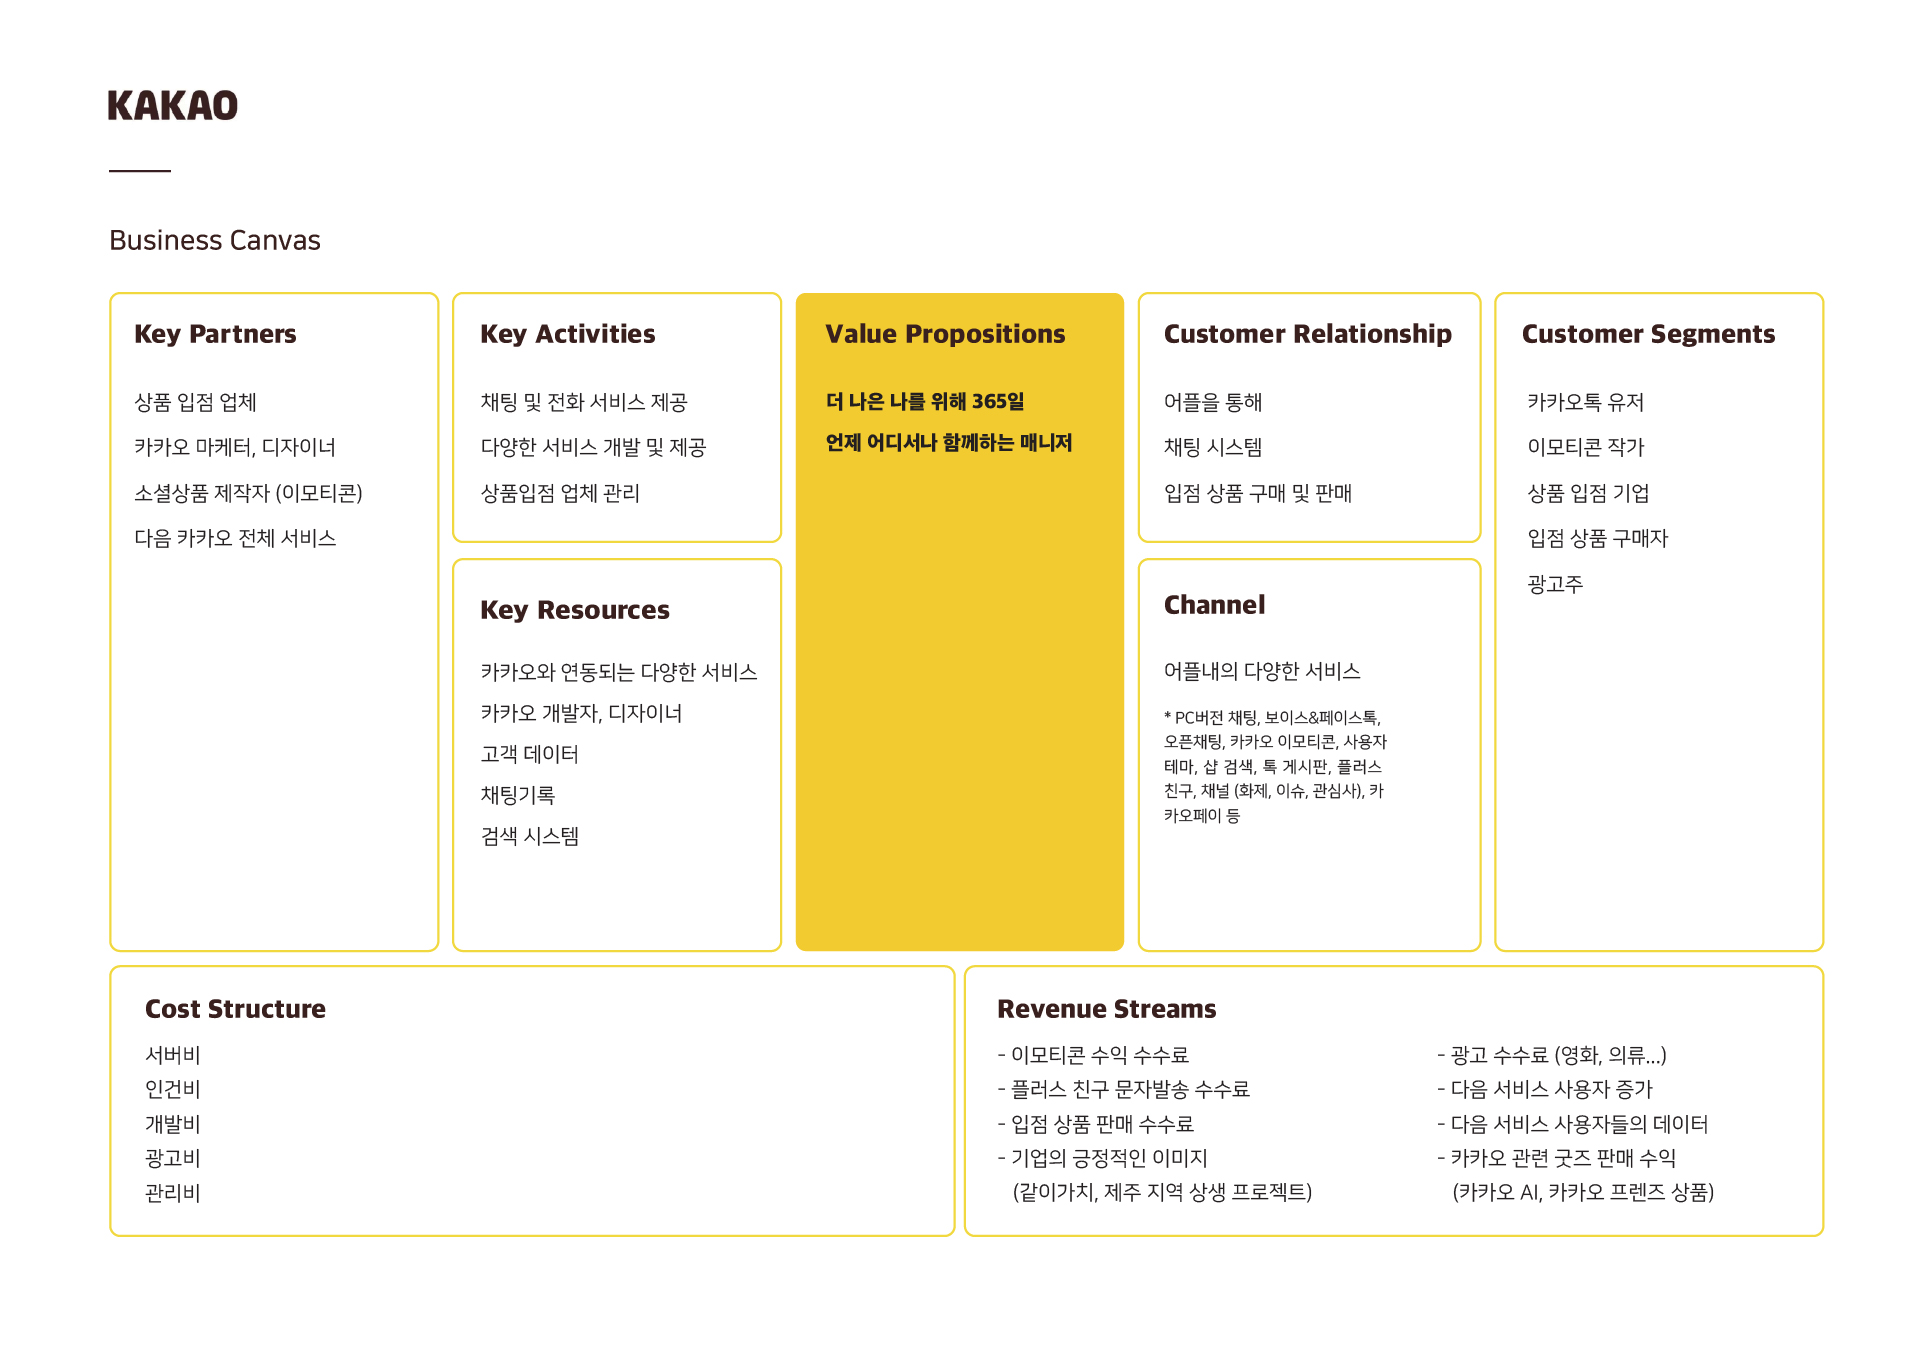 KAKAO
Business Canvas
Key Partners
상품 입점 업체
카카오 마케터, 디자이너
소셜상품 제작자 (이모티콘)
다음 카카오 전체 서비스
Key Activities
채팅 및 전화 서비스 제공
다양한 서비스 개발 및 제공
상품입점 업체 관리
Key Resources
카카오와 연동되는 다양한 서비스
카카오 개발자, 디자이너
고객 데이터
채팅기록
검색 시스템
Value Propositions
더 나은 나를 위해 365일
언제 어디서나 함께하는 매니저
Customer Relationship
어플을 통해
채팅 시스템
입점 상품 구매 및 판매
Channel
어플내의 다양한 서비스
* PC버전 채팅, 보이스&페이스톡,
오픈채팅, 카카오 이모티콘, 사용자
테마, 샵 검색, 톡 게시판, 플러스
친구, 채널 (화제, 이슈, 관심사), 카
카오페이 등
Customer Segments
카카오톡 유저
이모티콘 작가
상품 입점 기업
입점 상품 구매자
광고주
Cost Structure
서버비
인건비
개발비
광고비
관리비
Revenue Streams
- 이모티콘 수익 수수료
- 플러스 친구 문자발송 수수료
- 입점 상품 판매 수수료
- 기업의 긍정적인 이미지
(같이가치, 제주 지역 상생 프로젝트)
- 광고 수수료 (영화, 의류...)
- 다음 서비스 사용자 증가
- 다음 서비스 사용자들의 데이터
- 카카오 관련 굿즈 판매 수익
(카카오 AI, 카카오 프렌즈 상품)